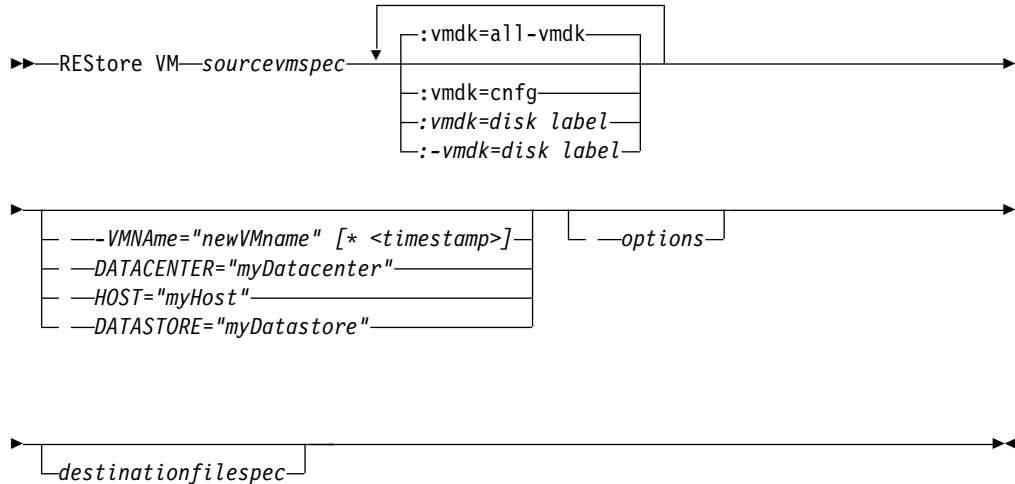 :vmdk=all-vmdk
REStore VM sourcevmspec
:vmdk=cnfg
:vmdk=disk label
:-vmdk=disk label
-VMNAme="newVMname" [* <timestamp>]
options
DATACENTER="myDatacenter"
HOST="myHost"
DATASTORE="myDatastore"
destinationfilespec